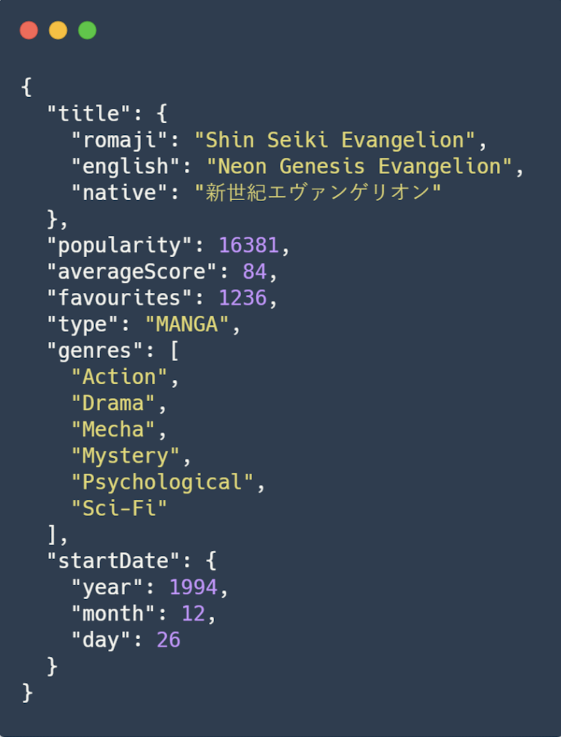 {
  "title": {
    "romaji": "Shin Seiki Evangelion",
    "english": "Neon Genesis Evangelion",
    "native": "新世紀エヴァンゲリオン"
  },
  "popularity": 16381,
  "averageScore": 84,
  "favourites": 1236,
  "type": "MANGA",
  "genres": [
    "Action",
    "Drama",
    "Mecha",
    "Mystery",
    "Psychological",
    "Sci-Fi"
  ],
  "startDate": {
    "year": 1994,
    "month": 12,
    "day": 26
  }
}